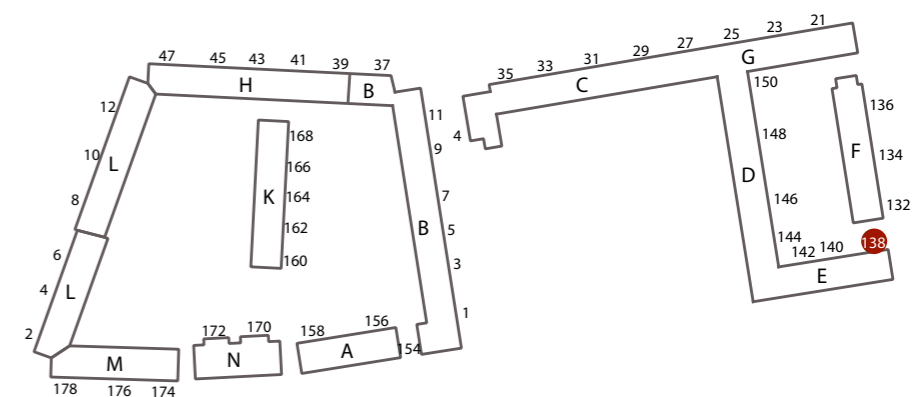 47 45 43 41 39 37
H B
12 10 8 6 4 2
L
L
168 166 164 162 160
K
11 9 7 5 3 1
B
172 170 158 156 154
M N A
178 176 174
35 33 31 29 27 25 23 21
C G
4
150 148 146 144 142 140 138
D E
136 134 132
F